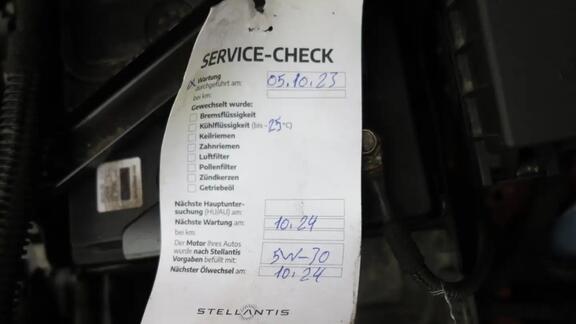 SERVICE-CHECK
x Wartung
durchgeführt am: 05.10.23
bei km:
Gewechselt wurde:
Bremsflüssigkeit
Kühlflüssigkeit (bis -25 °C)
Keilriemen
Zahnriemen
Luftfilter
Pollenfilter
Zündkerzen
Getriebeöl
Nächste Hauptunter-
suchung (HU/AU) am:
Nächste Wartung am: 10.24
bei km:
Der Motor Ihres Autos
wurde nach Stellantis
Vorgaben befüllt mit: 5W-30
Nächster Ölwechsel am: 10.24
STELLANTIS